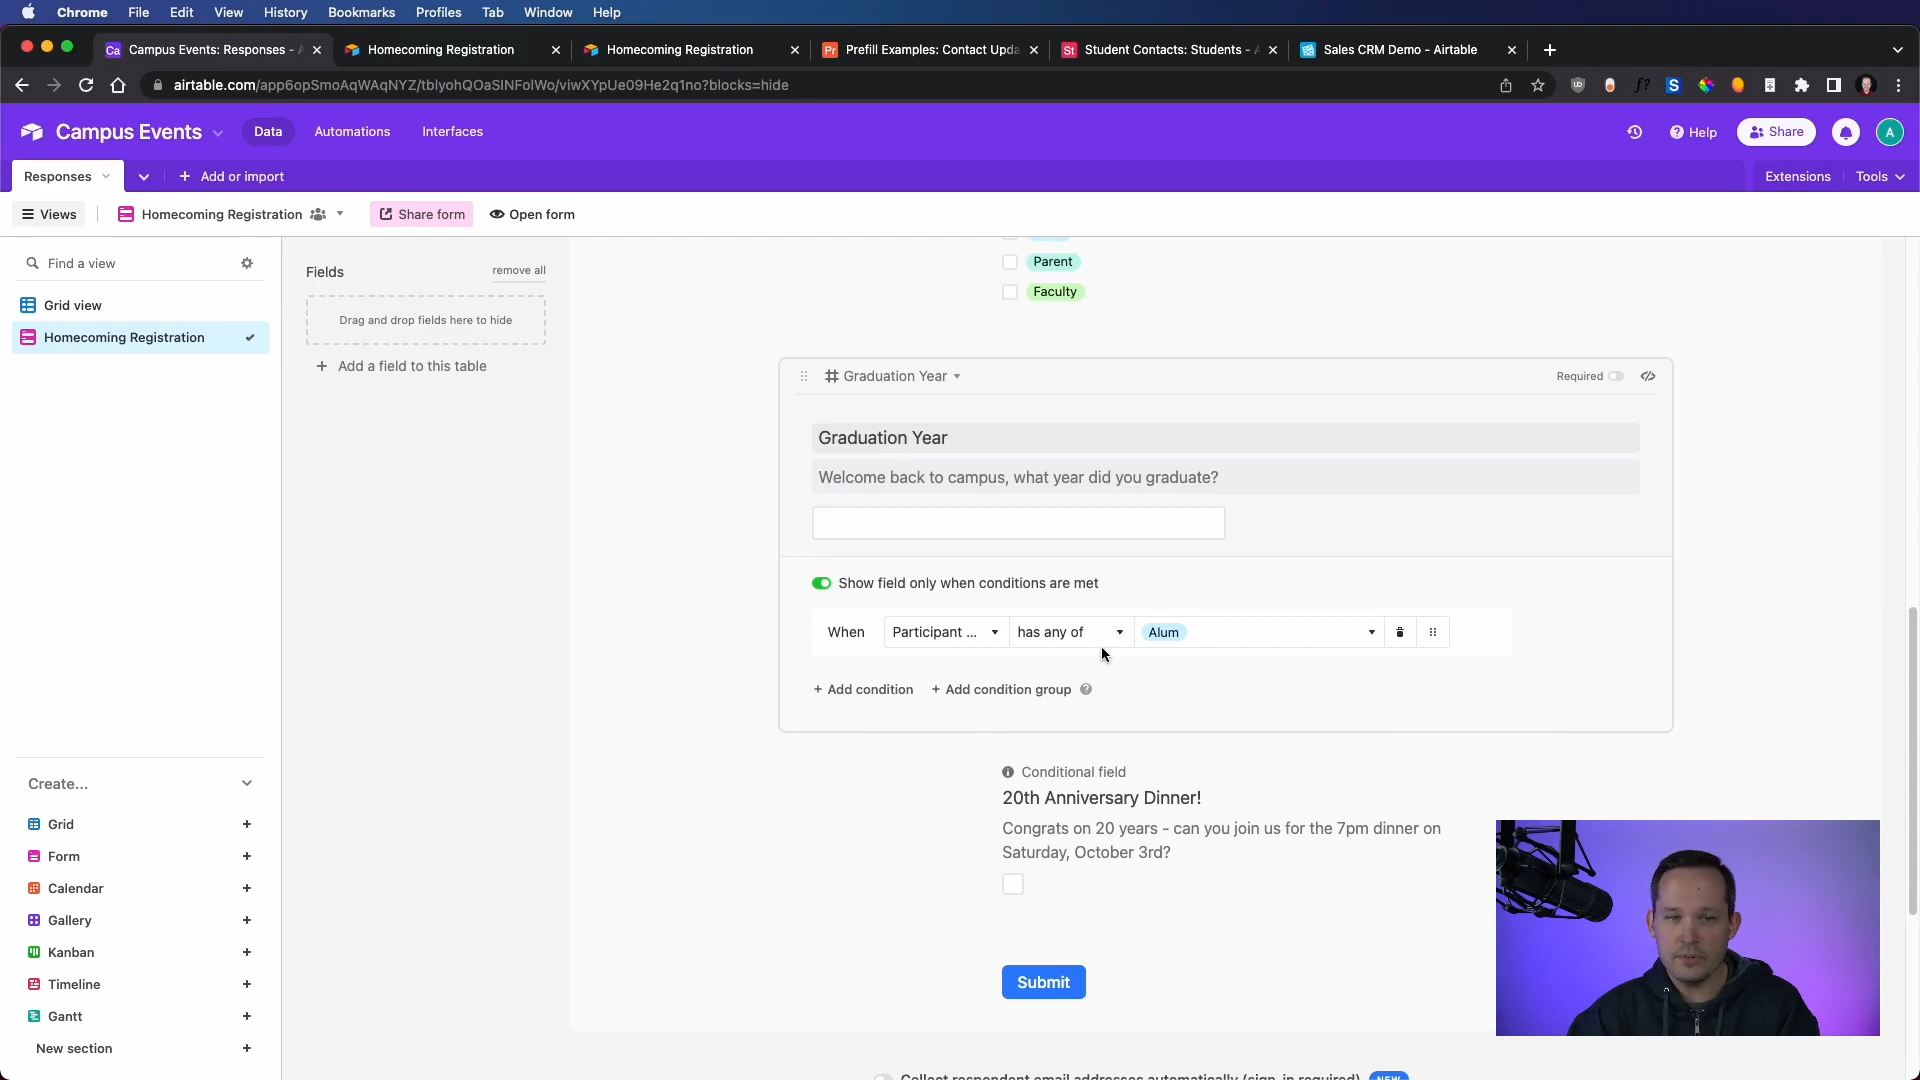 Chrome File Edit View History Bookmarks Profiles Tab Window Help
Ca Campus Events: Responses - A
Homecoming Registration
Homecoming Registration
Pr Prefill Examples: Contact Upda
St Student Contacts: Students - A
Sales CRM Demo - Airtable
airtable.com/app6opSmoAqWAqNYZ/tblyohQOaSINFolWo/viwXYpUe09He2q1no?blocks=hide
Campus Events Data Automations Interfaces Help Share A
Responses Add or import Extensions Tools
Views Homecoming Registration Share form Open form
Find a view
Grid view
Homecoming Registration
Create...
Grid
Form
Calendar
Gallery
Kanban
Timeline
Gantt
New section
Fields remove all
Drag and drop fields here to hide
+ Add a field to this table
Parent
Faculty
Graduation Year Required
Graduation Year
Welcome back to campus, what year did you graduate?
Show field only when conditions are met
When Participant ... has any of Alum
+ Add condition + Add condition group
Conditional field
20th Anniversary Dinner!
Congrats on 20 years - can you join us for the 7pm dinner on
Saturday, October 3rd?
Submit
Collect respondent email addresses automatically (sign-in required) NEW